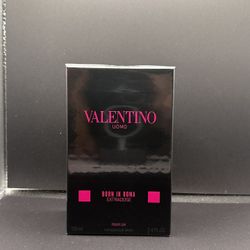 VALENTINO
UOMO
BORN IN ROMA
EXTRADOSE
PARFUM